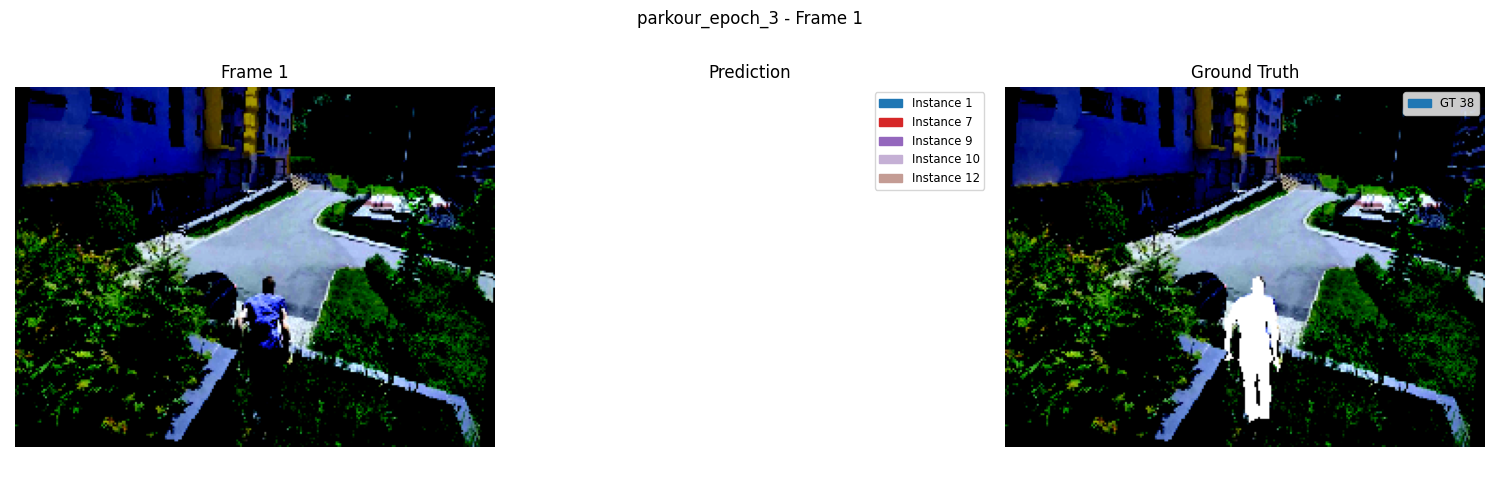 parkour_epoch_3 - Frame 1
Frame 1
Prediction
Ground Truth
Instance 1
Instance 7
Instance 9
Instance 10
Instance 12
GT 38